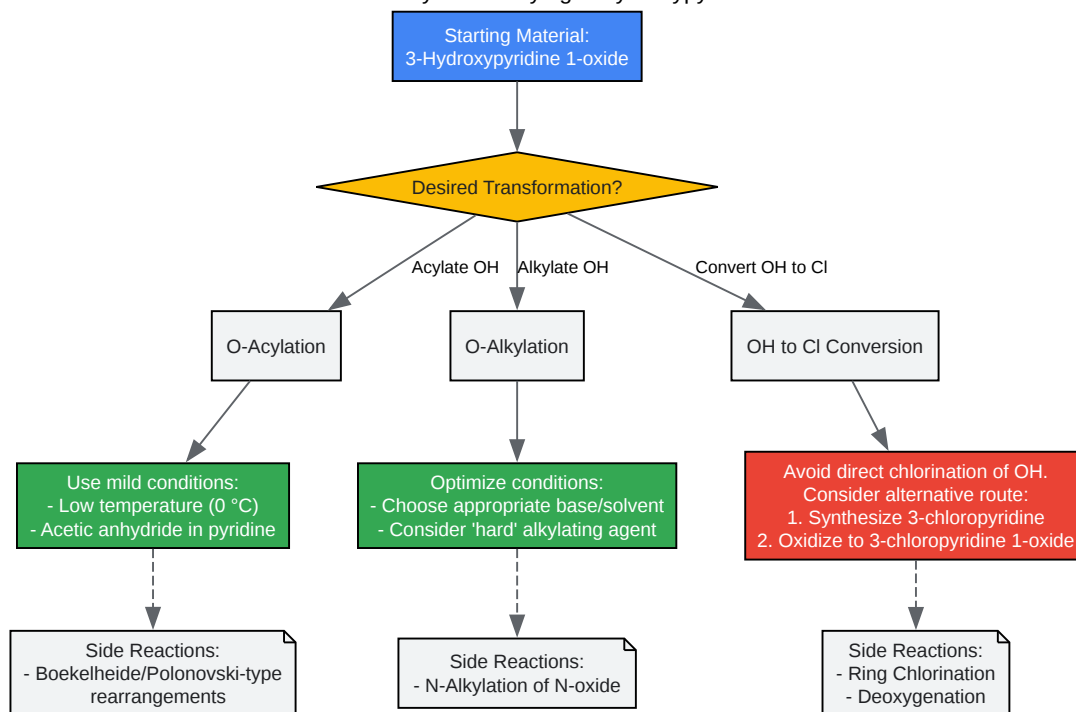 Starting Material:
3-Hydroxypyridine 1-oxide
Desired Transformation?
Acylate OH
Alkylate OH
Convert OH to Cl
O-Acylation
O-Alkylation
OH to Cl Conversion
Use mild conditions:
- Low temperature (0 °C)
- Acetic anhydride in pyridine
Optimize conditions:
- Choose appropriate base/solvent
- Consider 'hard' alkylating agent
Avoid direct chlorination of OH.
Consider alternative route:
1. Synthesize 3-chloropyridine
2. Oxidize to 3-chloropyridine 1-oxide
Side Reactions:
- Boekelheide/Polonovski-type
rearrangements
Side Reactions:
- N-Alkylation of N-oxide
Side Reactions:
- Ring Chlorination
- Deoxygenation